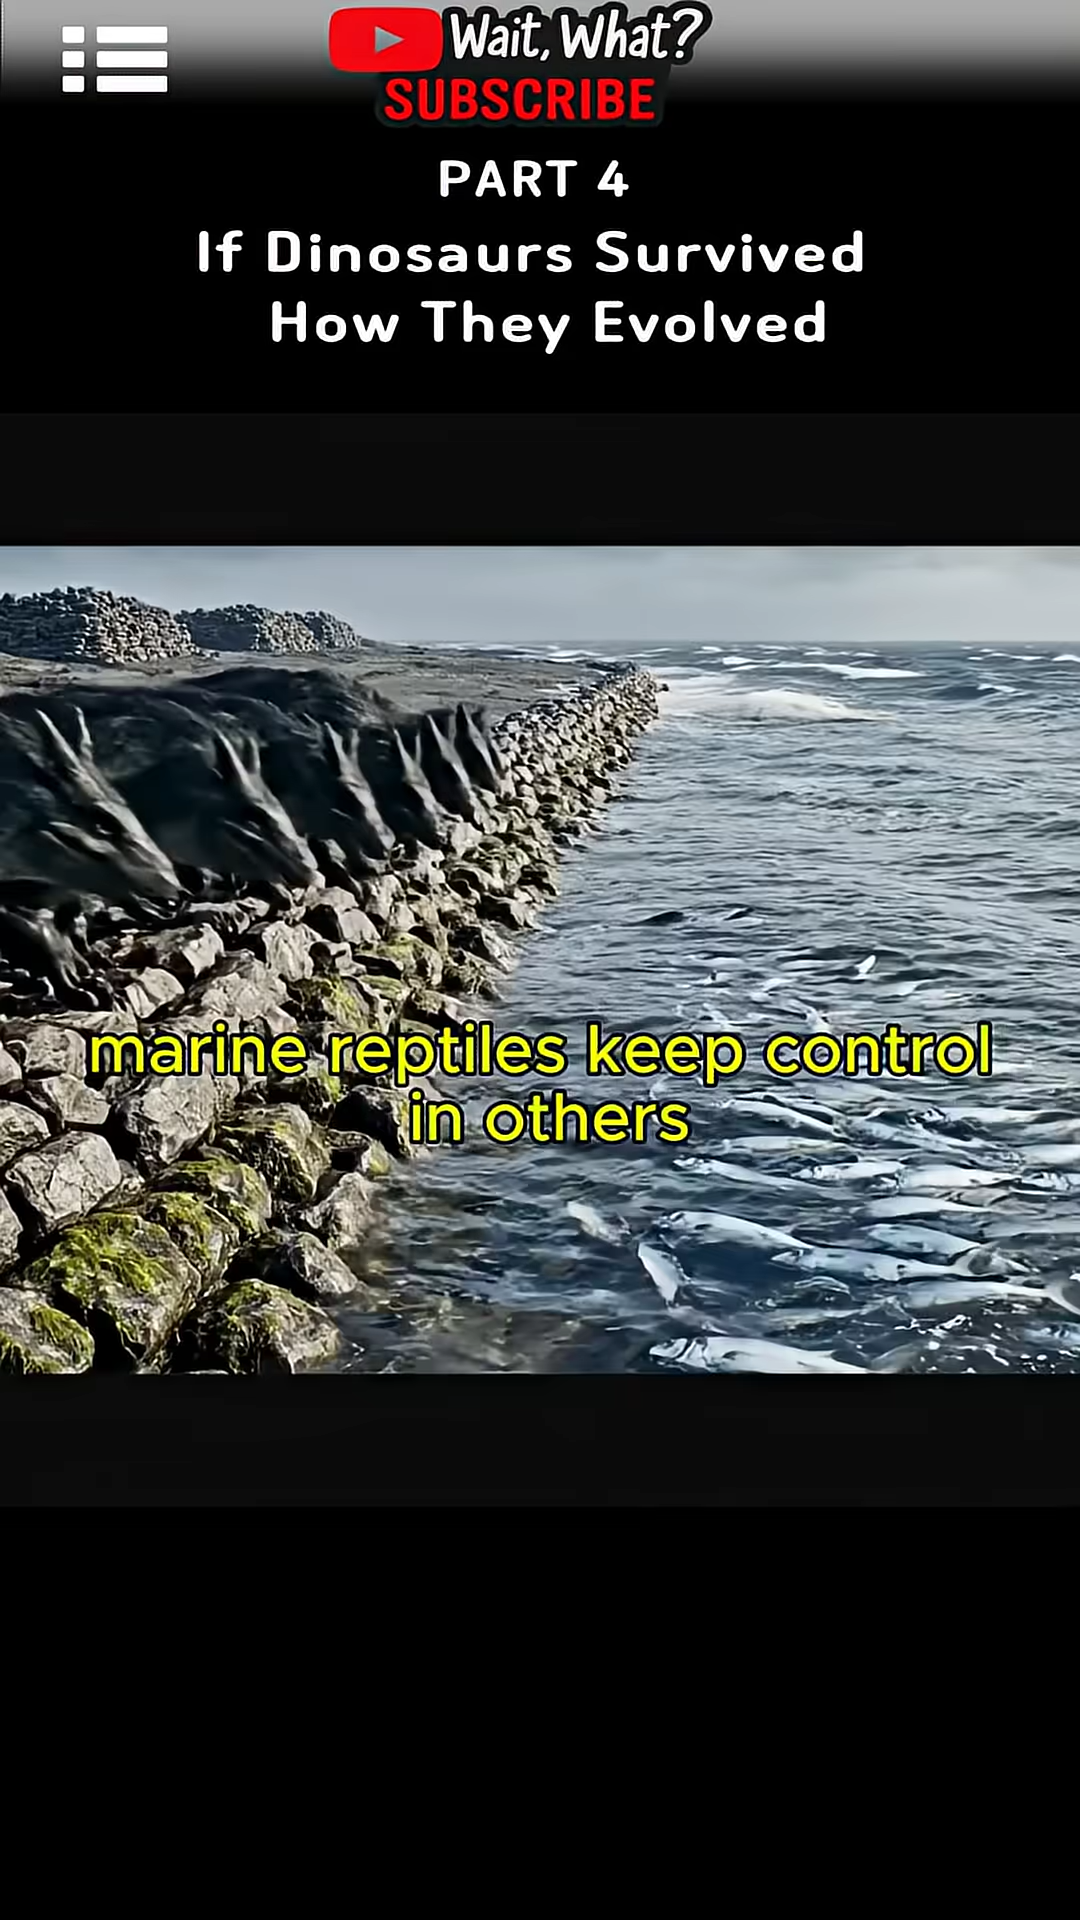 Wait, What?
SUBSCRIBE
PART 4
If Dinosaurs Survived
How They Evolved
marine reptiles keep control
in others